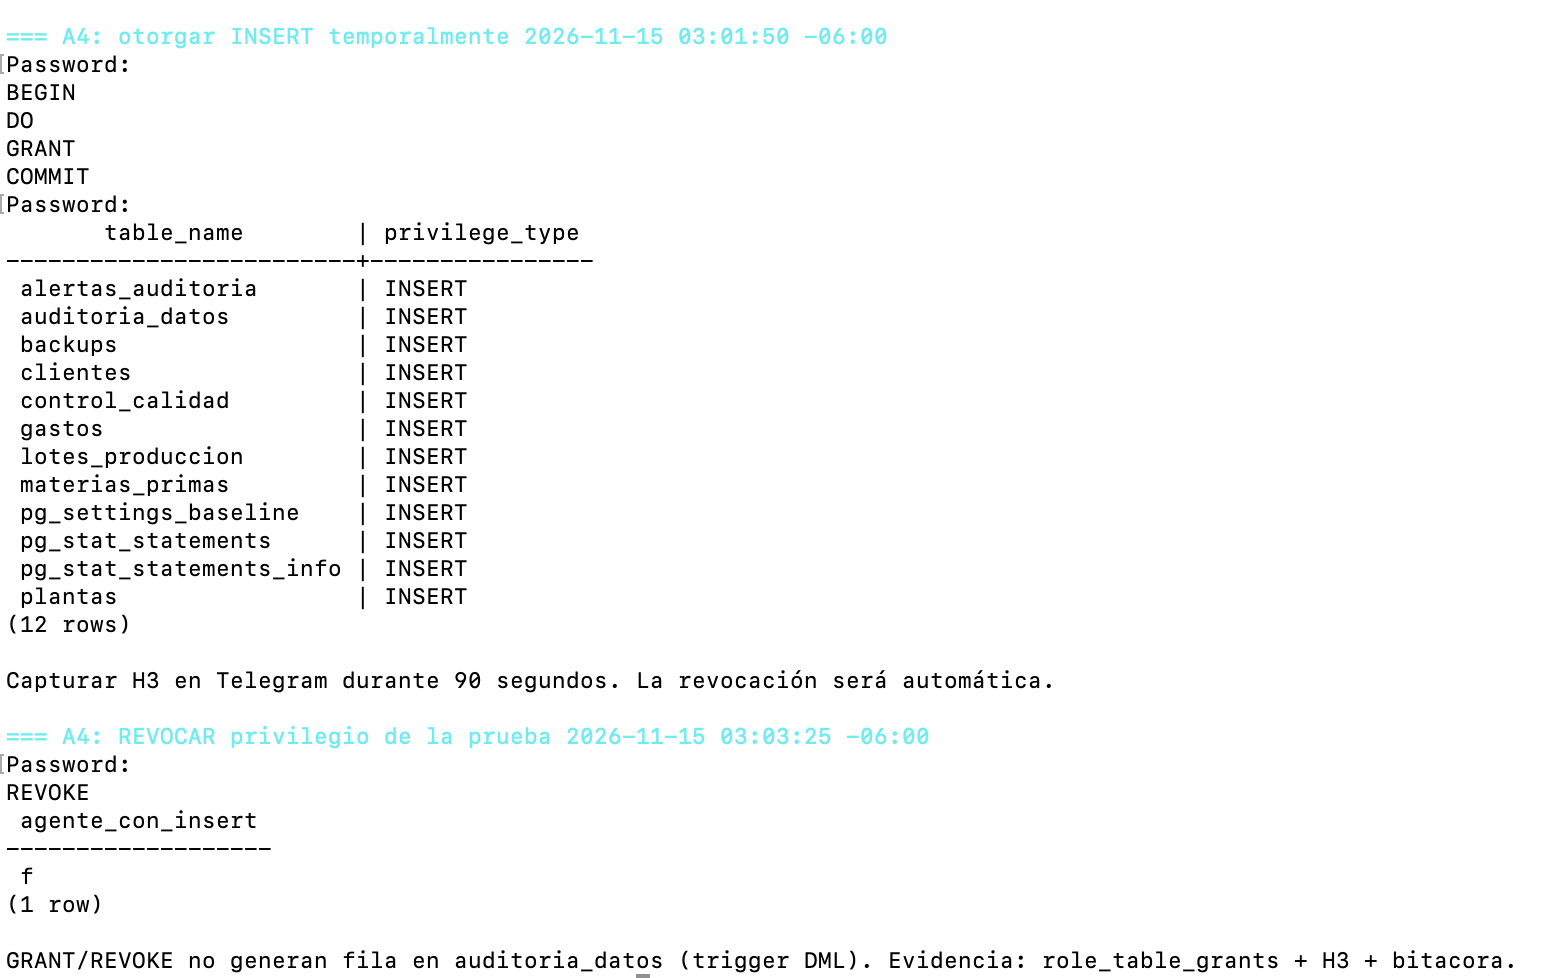 === A4: otorgar INSERT temporalmente 2026-11-15 03:01:50 -06:00
Password:
BEGIN
DO
GRANT
COMMIT
Password:
       table_name        | privilege_type
-------------------------+----------------
 alertas_auditoria       | INSERT
 auditoria_datos         | INSERT
 backups                 | INSERT
 clientes                | INSERT
 control_calidad         | INSERT
 gastos                  | INSERT
 lotes_produccion        | INSERT
 materias_primas         | INSERT
 pg_settings_baseline    | INSERT
 pg_stat_statements      | INSERT
 pg_stat_statements_info | INSERT
 plantas                 | INSERT
(12 rows)

Capturar H3 en Telegram durante 90 segundos. La revocación será automática.

=== A4: REVOCAR privilegio de la prueba 2026-11-15 03:03:25 -06:00
Password:
REVOKE
 agente_con_insert
-------------------
 f
(1 row)

GRANT/REVOKE no generan fila en auditoria_datos (trigger DML). Evidencia: role_table_grants + H3 + bitacora.